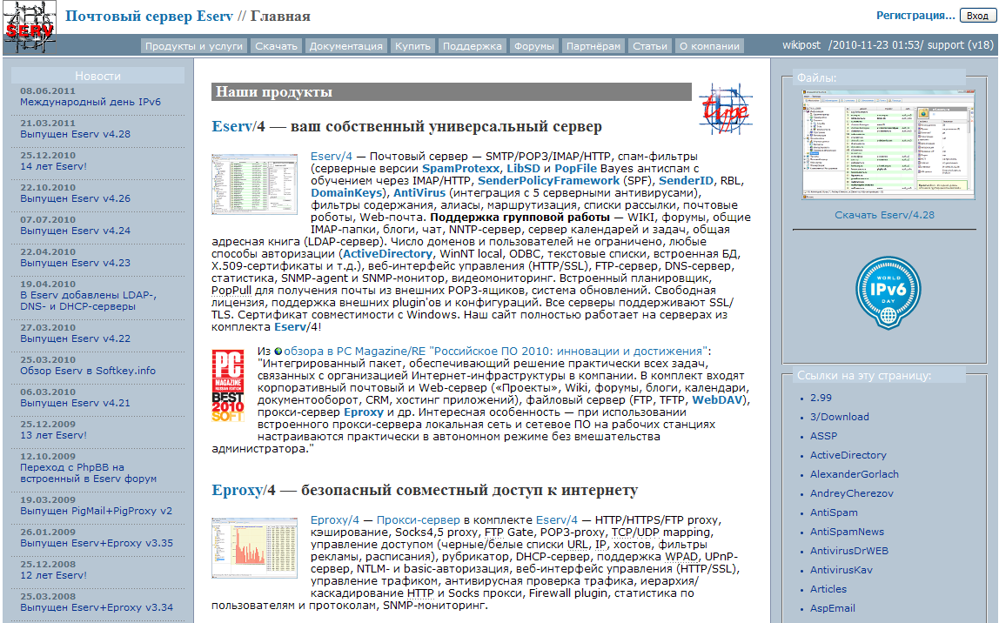 SERV
Почтовый сервер Eserv // Главная
Регистрация... Вход
Продукты и услуги Скачать Документация Купить Поддержка Форумы Партнёрам Статьи О компании
wikipost /2010-11-23 01:53/ support (v18)
Новости
08.06.2011
Международный день IPv6
21.03.2011
Выпущен Eserv v4.28
25.12.2010
14 лет Eserv!
22.10.2010
Выпущен Eserv v4.26
07.07.2010
Выпущен Eserv v4.24
22.04.2010
Выпущен Eserv v4.23
19.04.2010
В Eserv добавлены LDAP-,
DNS- и DHCP-серверы
27.03.2010
Выпущен Eserv v4.22
25.03.2010
Обзор Eserv в Softkey.info
06.03.2010
Выпущен Eserv v4.21
25.12.2009
13 лет Eserv!
12.10.2009
Переход с PhpBB на
встроенный в Eserv форум
19.03.2009
Выпущен PigMail+PigProxy v2
26.01.2009
Выпущен Eserv+Eproxy v3.35
25.12.2008
12 лет Eserv!
25.03.2008
Выпущен Eserv+Eproxy v3.34
Наши продукты
type
Eserv/4 — ваш собственный универсальный сервер
Eserv/4 — Почтовый сервер — SMTP/POP3/IMAP/HTTP, спам-фильтры
(серверные версии SpamProtexx, LibSD и PopFile Bayes антиспам с
обучением через IMAP/HTTP, SenderPolicyFramework (SPF), SenderID, RBL,
DomainKeys), AntiVirus (интеграция с 5 серверными антивирусами),
фильтры содержания, алиасы, маршрутизация, списки рассылки, почтовые
роботы, Web-почта. Поддержка групповой работы — WIKI, форумы, общие
IMAP-папки, блоги, чат, NNTP-сервер, сервер календарей и задач, общая
адресная книга (LDAP-сервер). Число доменов и пользователей не ограничено, любые
способы авторизации (ActiveDirectory, WinNT local, ODBC, текстовые списки, встроенная БД,
X.509-сертификаты и т.д.), веб-интерфейс управления (HTTP/SSL), FTP-сервер, DNS-сервер,
статистика, SNMP-agent и SNMP-монитор, видеомониторинг. Встроенный планировщик,
PopPull для получения почты из внешних POP3-ящиков, система обновлений. Свободная
лицензия, поддержка внешних plugin'ов и конфигураций. Все серверы поддерживают SSL/
TLS. Сертификат совместимости с Windows. Наш сайт полностью работает на серверах из
комплекта Eserv/4!
PC
MAGAZINE
RUSSIAN EDITION
BEST
2010
SOFT
Из обзора в PC Magazine/RE "Российское ПО 2010: инновации и достижения":
"Интегрированный пакет, обеспечивающий решение практически всех задач,
связанных с организацией Интернет-инфраструктуры в компании. В комплект входят
корпоративный почтовый и Web-сервер («Проекты», Wiki, форумы, блоги, календари,
документооборот, CRM, хостинг приложений), файловый сервер (FTP, TFTP, WebDAV),
прокси-сервер Eproxy и др. Интересная особенность — при использовании
встроенного прокси-сервера локальная сеть и сетевое ПО на рабочих станциях
настраиваются практически в автономном режиме без вмешательства
администратора."
Eproxy/4 — безопасный совместный доступ к интернету
Eproxy/4 — Прокси-сервер в комплекте Eserv/4 — HTTP/HTTPS/FTP proxy,
кэширование, Socks4,5 proxy, FTP Gate, POP3-proxy, TCP/UDP mapping,
управление доступом (черные/белые списки URL, IP, хостов, фильтры
рекламы, расписания), рубрикатор, DHCP-сервер, поддержка WPAD, UPnP-
сервер, NTLM- и basic-авторизация, веб-интерфейс управления (HTTP/SSL),
управление трафиком, антивирусная проверка трафика, иерархия/
каскадирование HTTP и Socks прокси, Firewall plugin, статистика по
пользователям и протоколам, SNMP-мониторинг.
Файлы:
Скачать Eserv/4.28
WORLD
IPv6
DAY
Ссылки на эту страницу:
2.99
3/Download
ASSP
ActiveDirectory
AlexanderGorlach
AndreyCherezov
AntiSpam
AntiSpamNews
AntivirusDrWEB
AntivirusKav
Articles
AspEmail